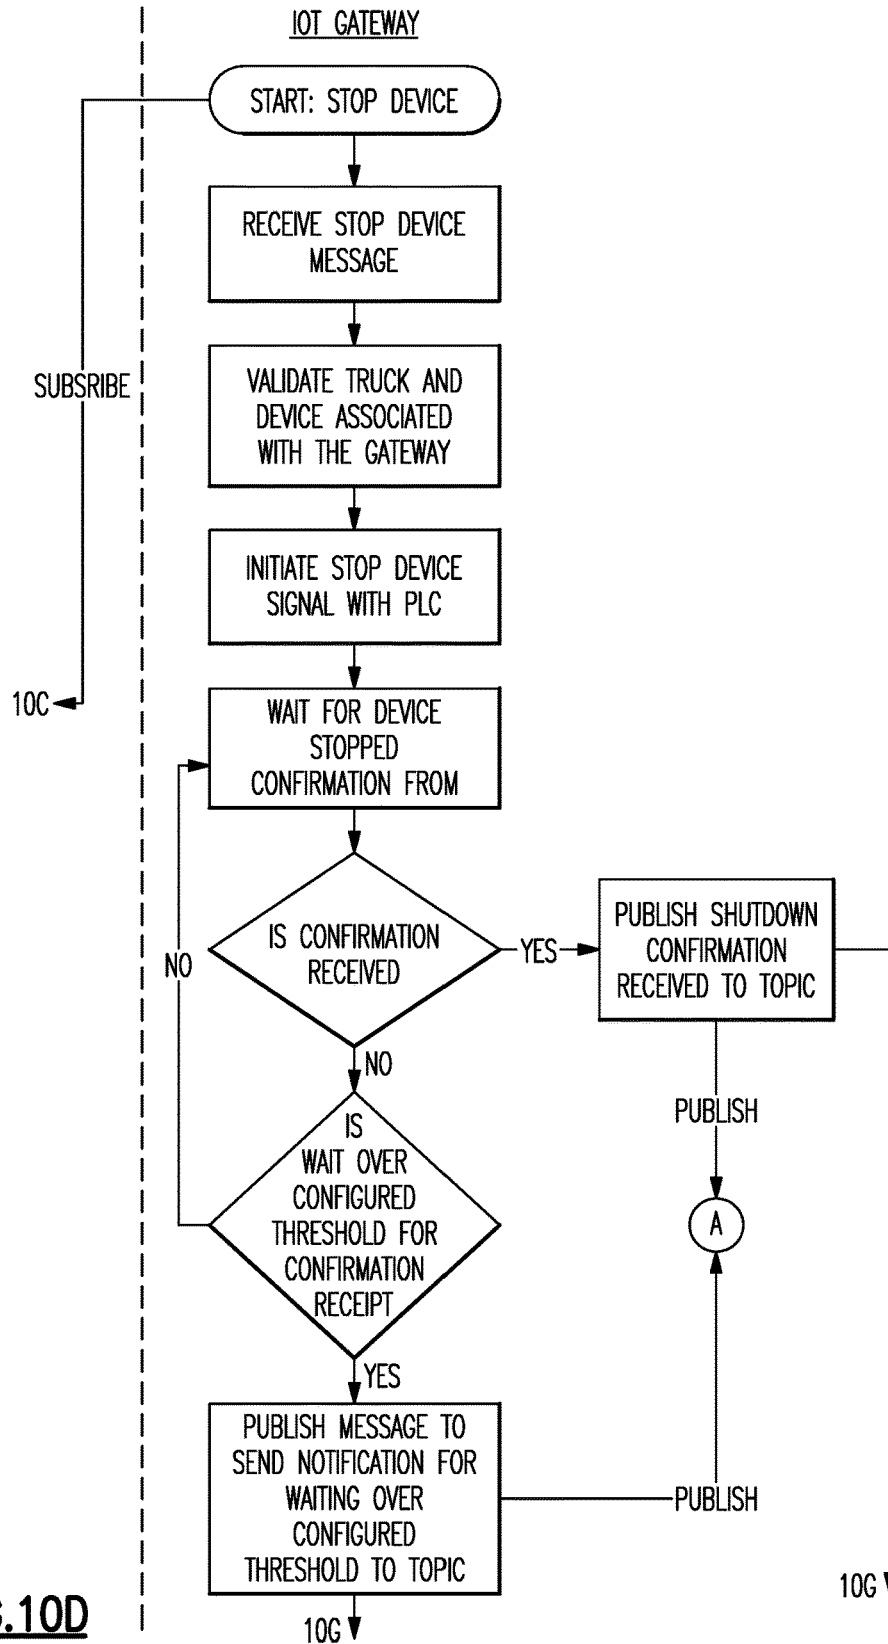 IOT GATEWAY
START: STOP DEVICE
RECEIVE STOP DEVICE
MESSAGE
SUBSRIBE
VALIDATE TRUCK AND
DEVICE ASSOCIATED
WITH THE GATEWAY
INITIATE STOP DEVICE
SIGNAL WITH PLC
10C
WAIT FOR DEVICE
STOPPED
CONFIRMATION FROM
IS CONFIRMATION
RECEIVED
YES
PUBLISH SHUTDOWN
CONFIRMATION
RECEIVED TO TOPIC
NO
NO
PUBLISH
IS
WAIT OVER
CONFIGURED
THRESHOLD FOR
CONFIRMATION
RECEIPT
A
YES
PUBLISH MESSAGE TO
SEND NOTIFICATION FOR
WAITING OVER
CONFIGURED
THRESHOLD TO TOPIC
PUBLISH
10G
10G
.10D